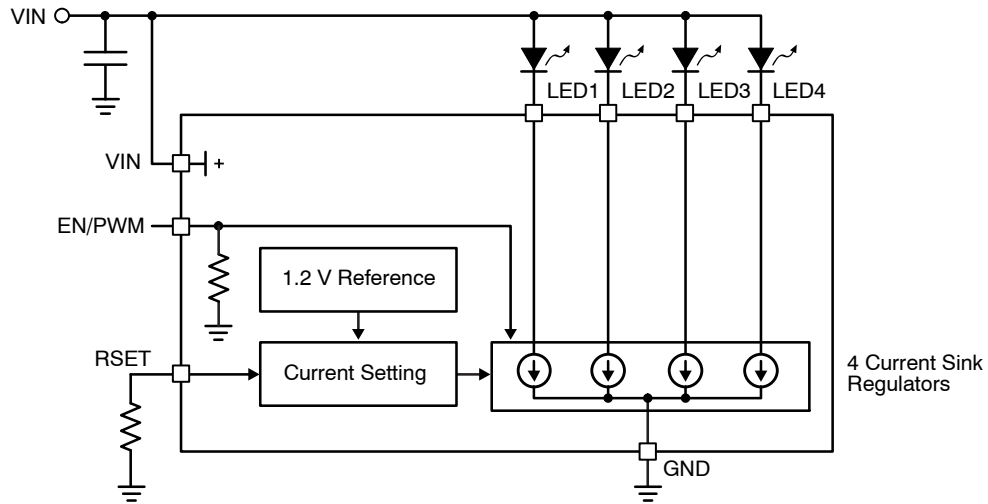 VIN
LED1
LED2
LED3
LED4
VIN
+
EN/PWM
1.2 V Reference
RSET
Current Setting
4 Current Sink
Regulators
GND